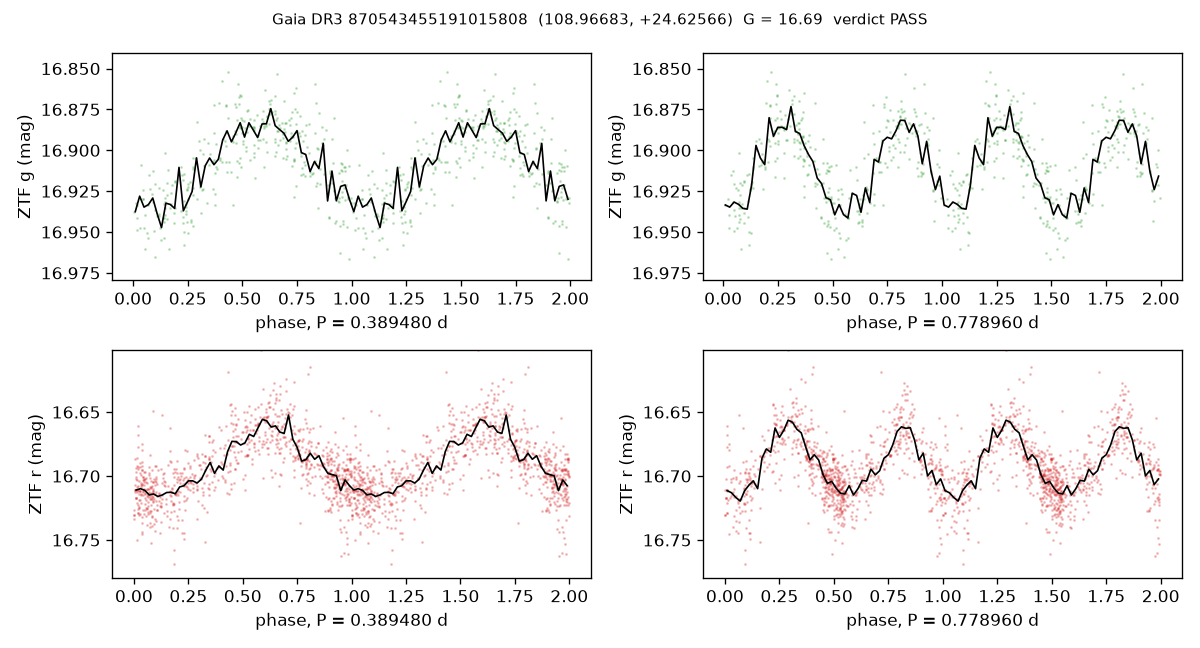 Gaia DR3 870543455191015808 (108.96683, +24.62566) G = 16.69 verdict PASS
ZTF g (mag)
16.850
16.875
16.900
16.925
16.950
16.975
0.00 0.25 0.50 0.75 1.00 1.25 1.50 1.75 2.00
phase, P = 0.389480 d
ZTF g (mag)
16.850
16.875
16.900
16.925
16.950
16.975
0.00 0.25 0.50 0.75 1.00 1.25 1.50 1.75 2.00
phase, P = 0.778960 d
ZTF r (mag)
16.65
16.70
16.75
0.00 0.25 0.50 0.75 1.00 1.25 1.50 1.75 2.00
phase, P = 0.389480 d
ZTF r (mag)
16.65
16.70
16.75
0.00 0.25 0.50 0.75 1.00 1.25 1.50 1.75 2.00
phase, P = 0.778960 d